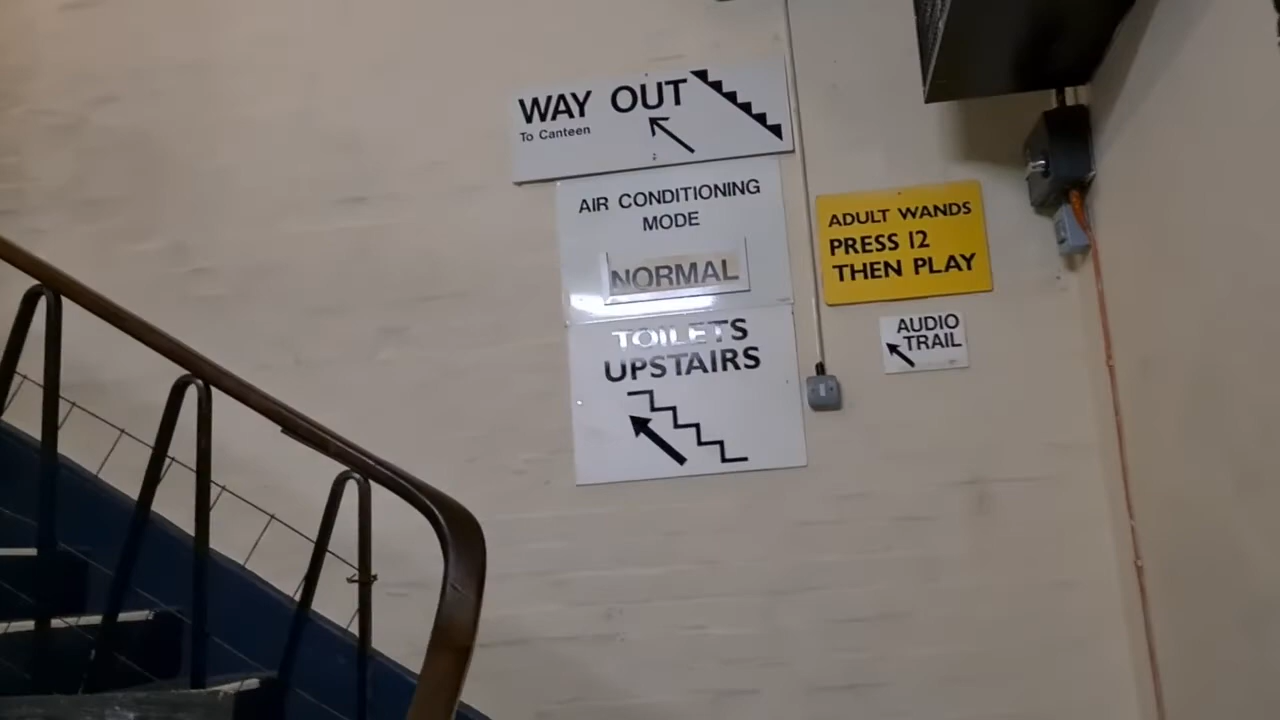 WAY OUT
To Canteen
AIR CONDITIONING
MODE
NORMAL
TOILETS
UPSTAIRS
ADULT WANDS
PRESS 12
THEN PLAY
AUDIO
TRAIL